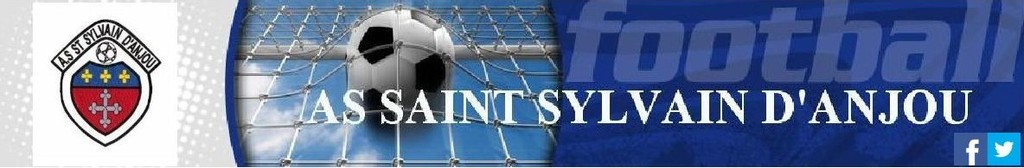 A.S ST SYLVAIN D'ANJOU
football
AS SAINT SYLVAIN D'ANJOU
f